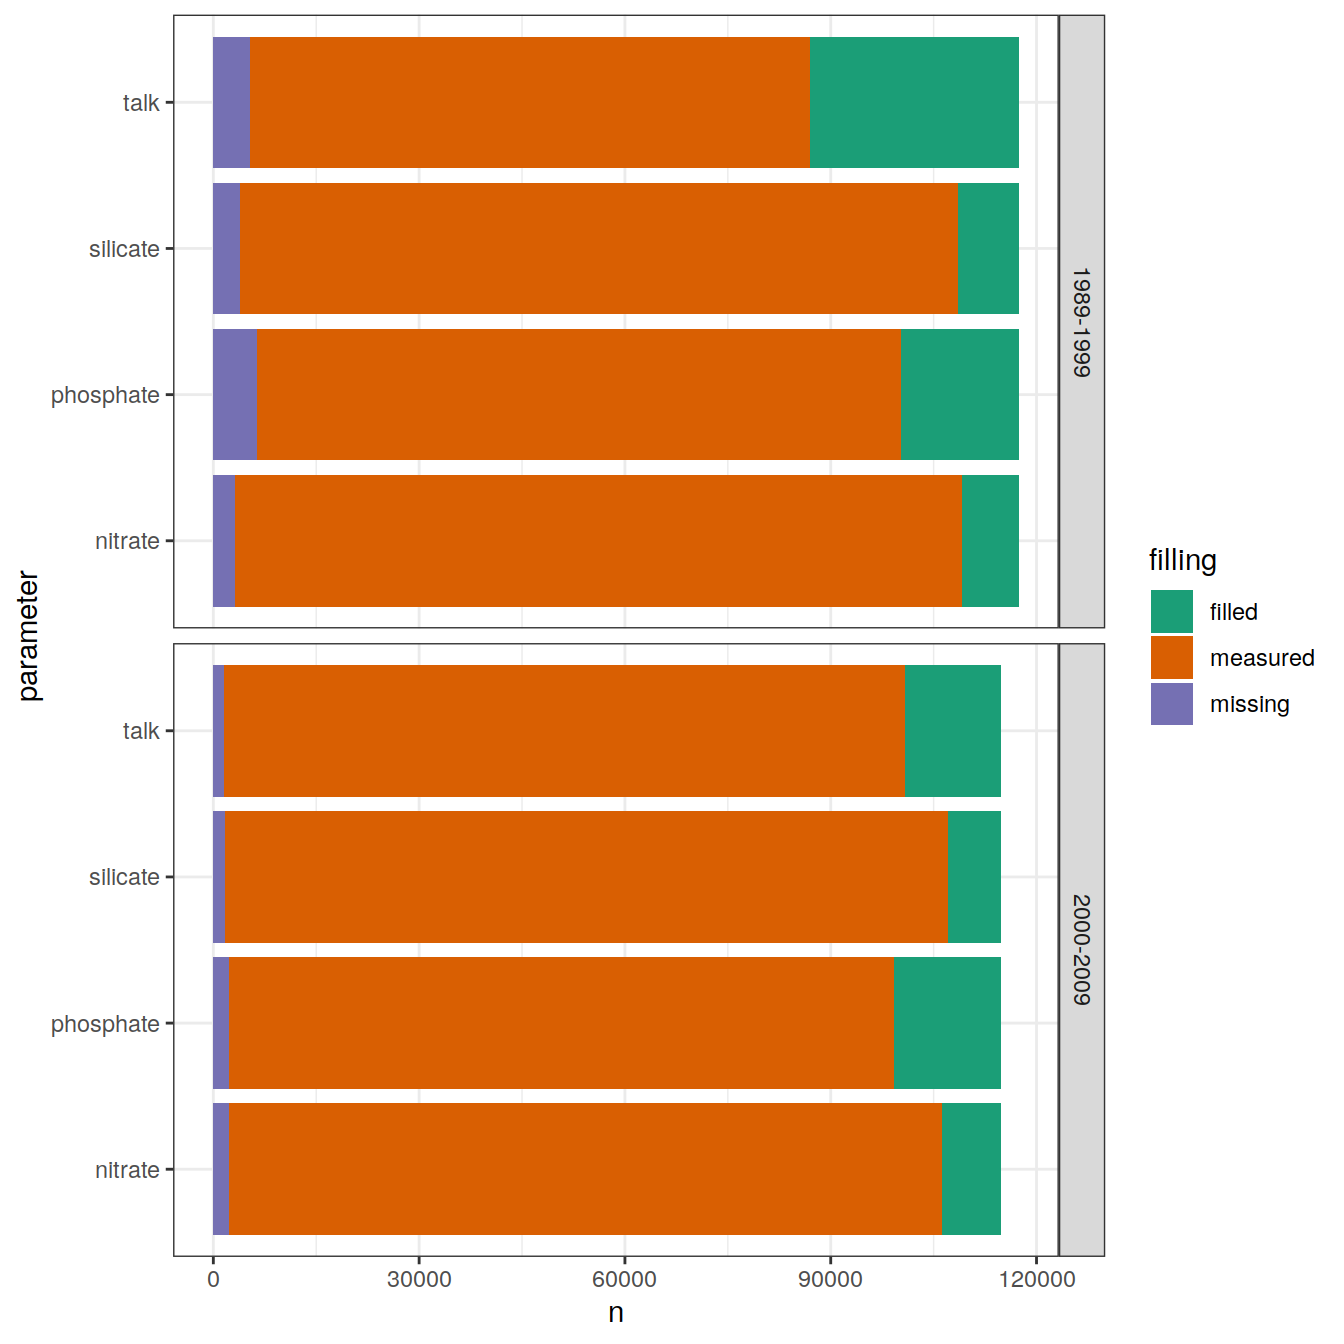 talk
silicate
phosphate
nitrate
1989-1999
talk
silicate
phosphate
nitrate
2000-2009
0 30000 60000 90000 120000
n
parameter
filling
filled
measured
missing